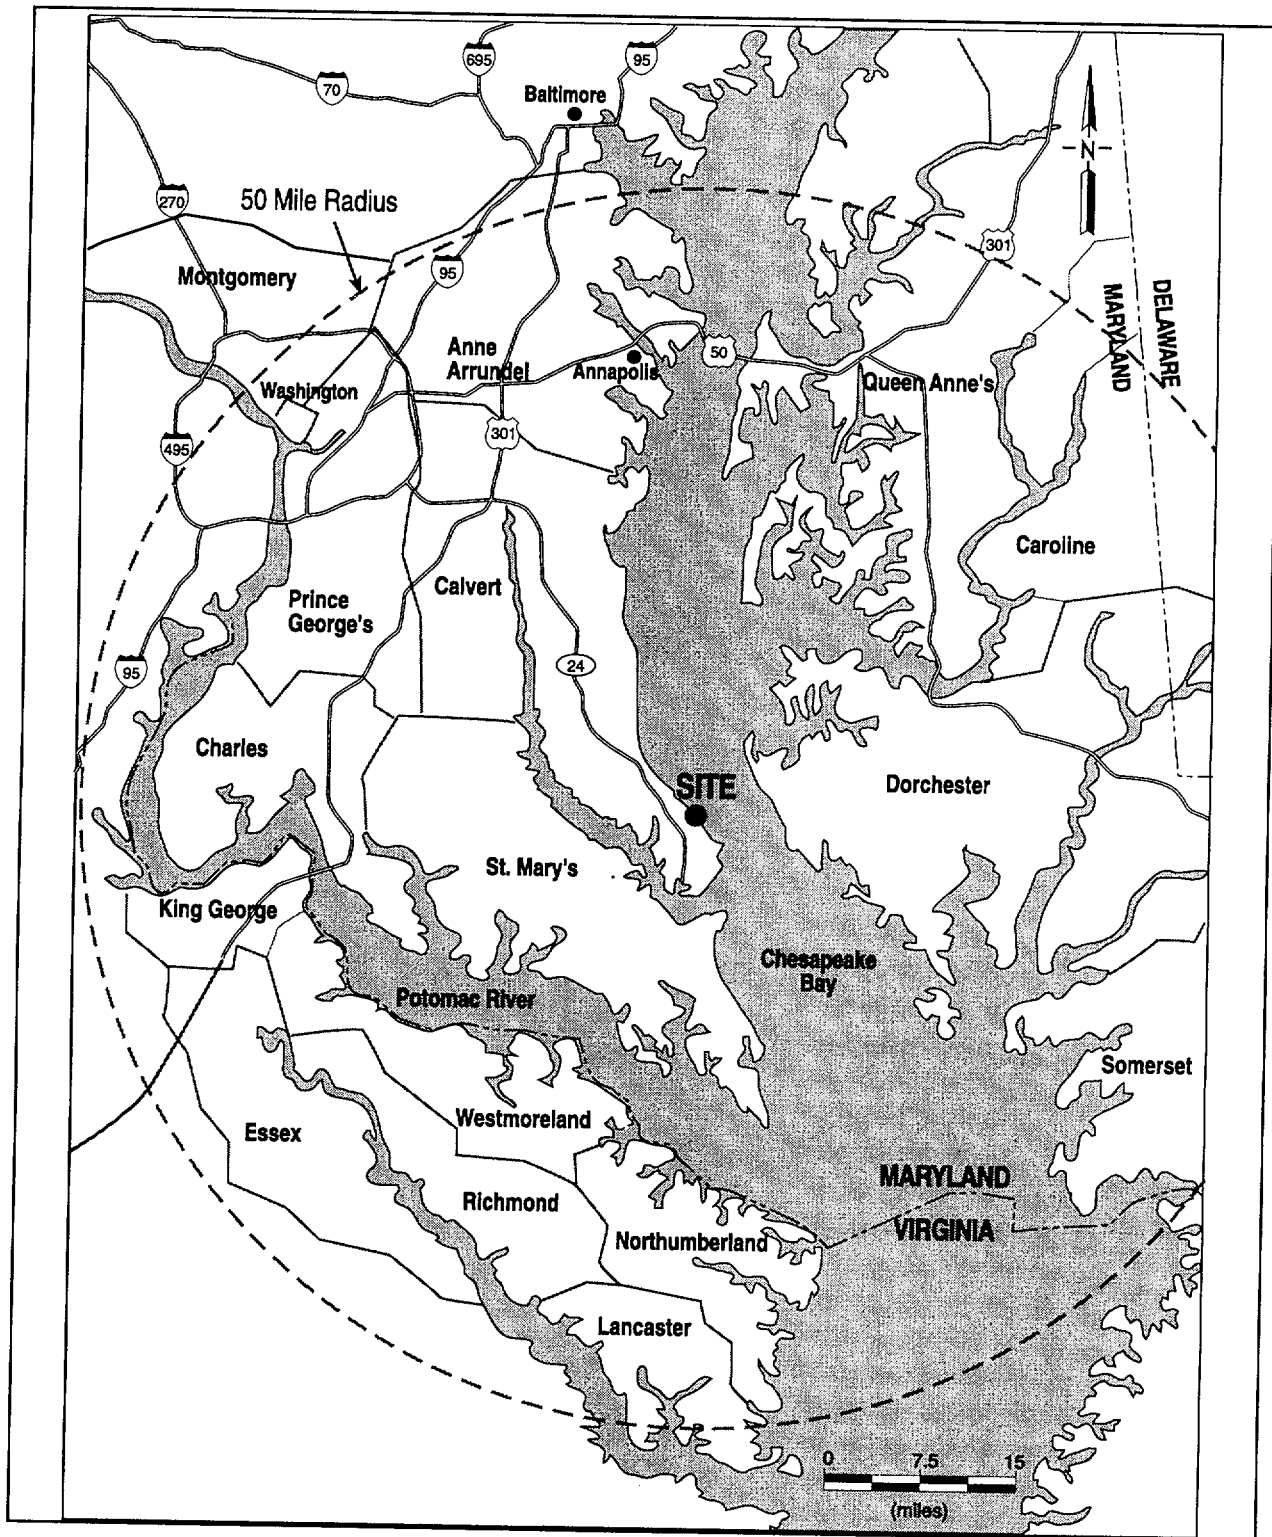 695
95
70
Baltimore
N
270
50 Mile Radius
301
95
Montgomery
DELAWARE
MARYLAND
Anne
Arrundel
50
Annapolis
Queen Anne's
Washington
301
495
Caroline
Calvert
Prince
George's
24
95
Charles
SITE
Dorchester
St. Mary's
King George
Chesapeake
Bay
Potomac River
Somerset
Westmoreland
Essex
MARYLAND
Richmond
VIRGINIA
Northumberland
Lancaster
0 7.5 15
(miles)